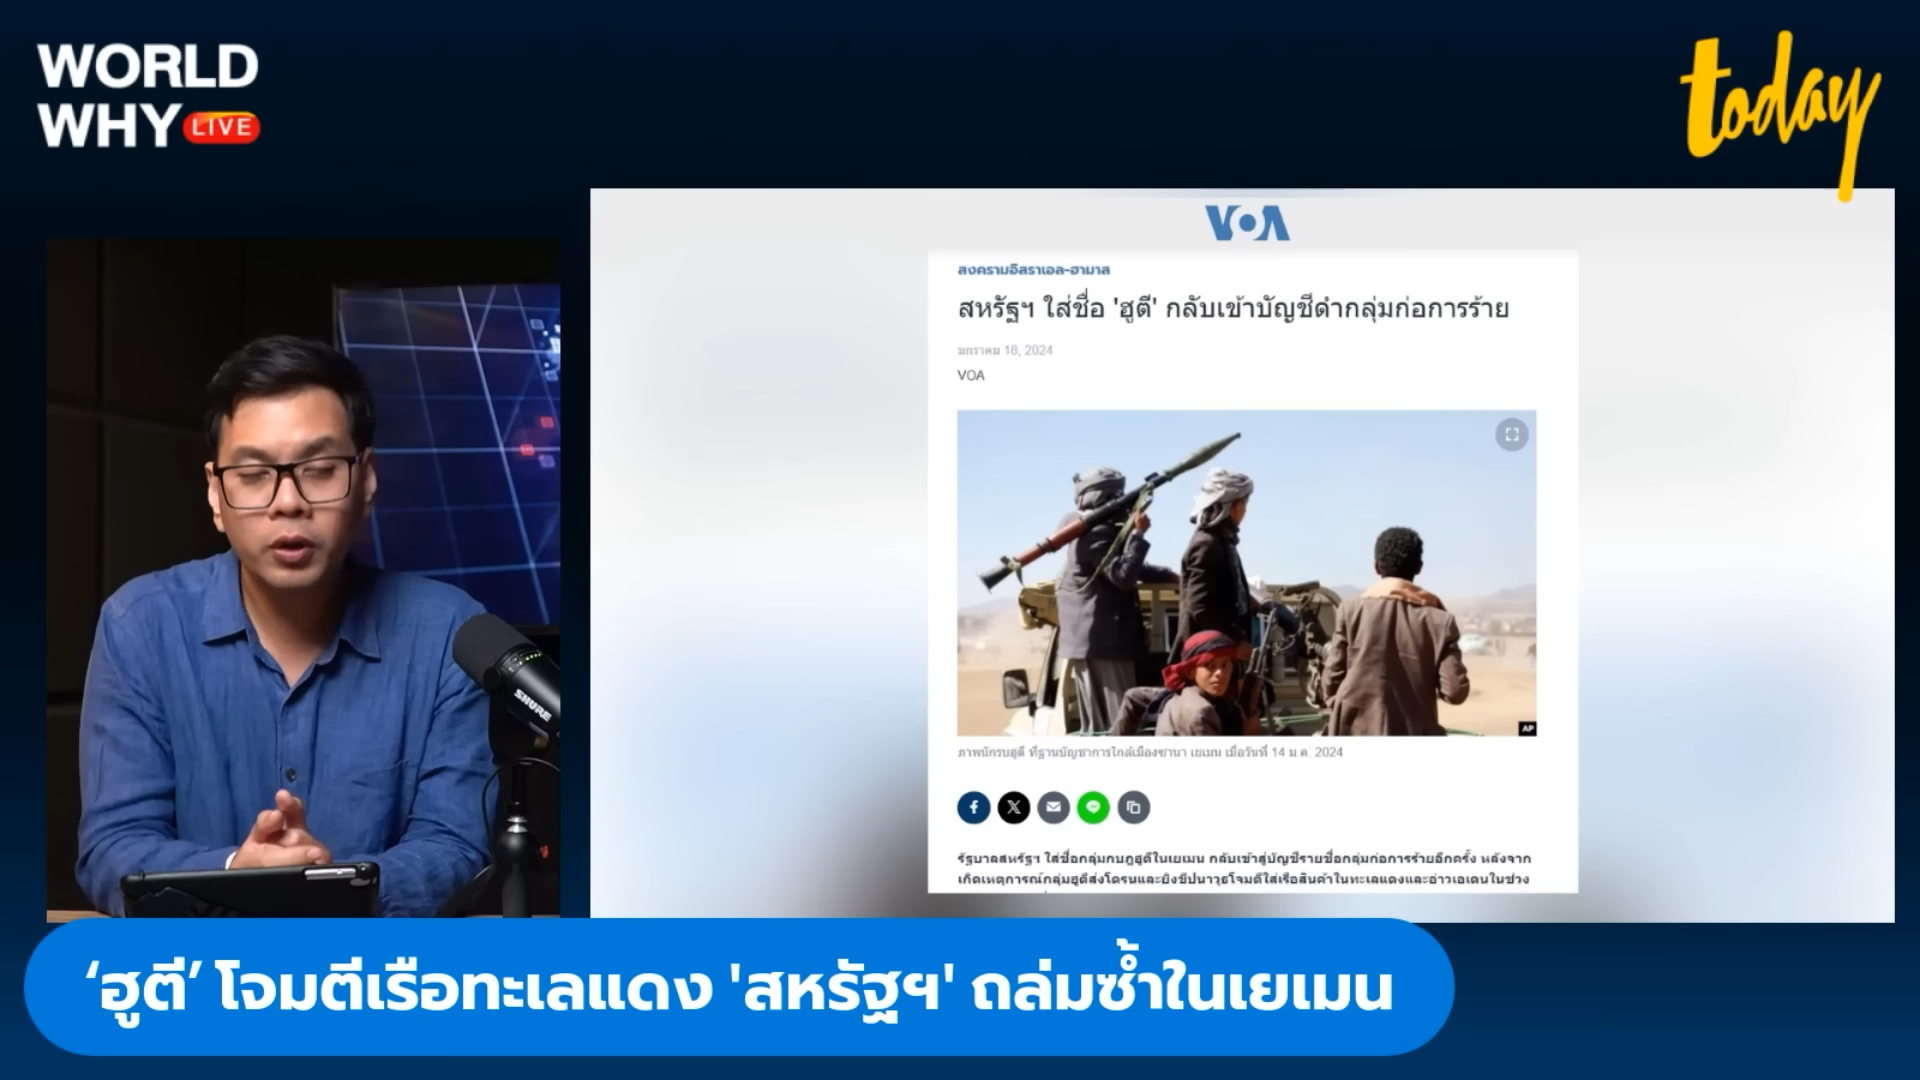 WORLD
WHY LIVE
today
VOA
สงครามอิสราเอล-ฮามาส
สหรัฐฯ ใส่ชื่อ 'ฮูตี' กลับเข้าบัญชีดำกลุ่มก่อการร้าย
มกราคม 18, 2024
VOA
AP
ภาพนักรบฮูตี ที่ฐานบัญชาการใกล้เมืองซานา เยเมน เมื่อวันที่ 14 ม.ค. 2024
รัฐบาลสหรัฐฯ ใส่ชื่อกลุ่มกบฎฮูตีในเยเมน กลับเข้าสู่บัญชีรายชื่อกลุ่มก่อการร้ายอีกครั้ง หลังจาก
เกิดเหตุการณ์กลุ่มฮูตีส่งโดรนและยิงขีปนาวุธโจมตีใส่เรือสินค้าในทะเลแดงและอ่าวเอเดนในช่วง
SHURE
‘ฮูตี’ โจมตีเรือทะเลแดง 'สหรัฐฯ' ถล่มซ้ำในเยเมน